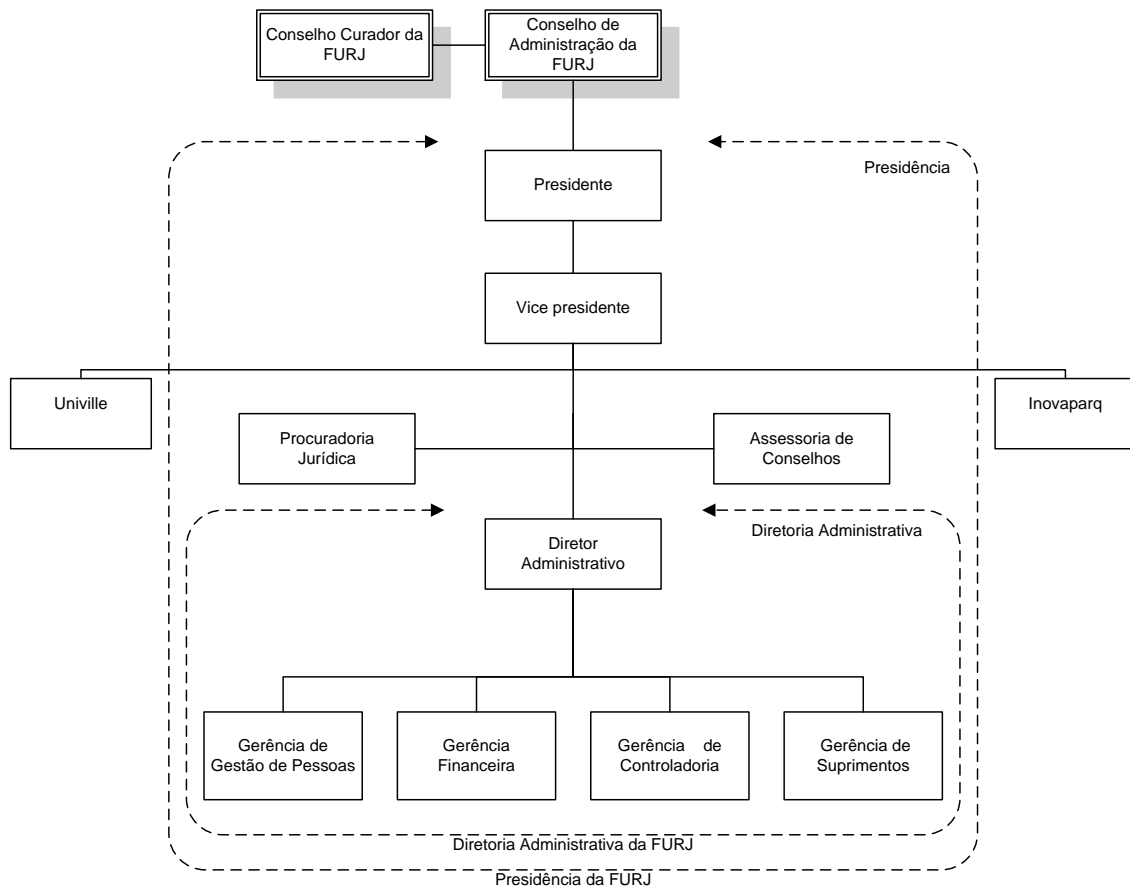 Conselho Curador da
FURJ
Conselho de
Administração da
FURJ
Presidência
Presidente
Vice presidente
Univille
Inovaparq
Procuradoria
Jurídica
Assessoria de
Conselhos
Diretoria Administrativa
Diretor
Administrativo
Gerência de
Gestão de Pessoas
Gerência
Financeira
Gerência de
Controladoria
Gerência de
Suprimentos
Diretoria Administrativa da FURJ
Presidência da FURJ